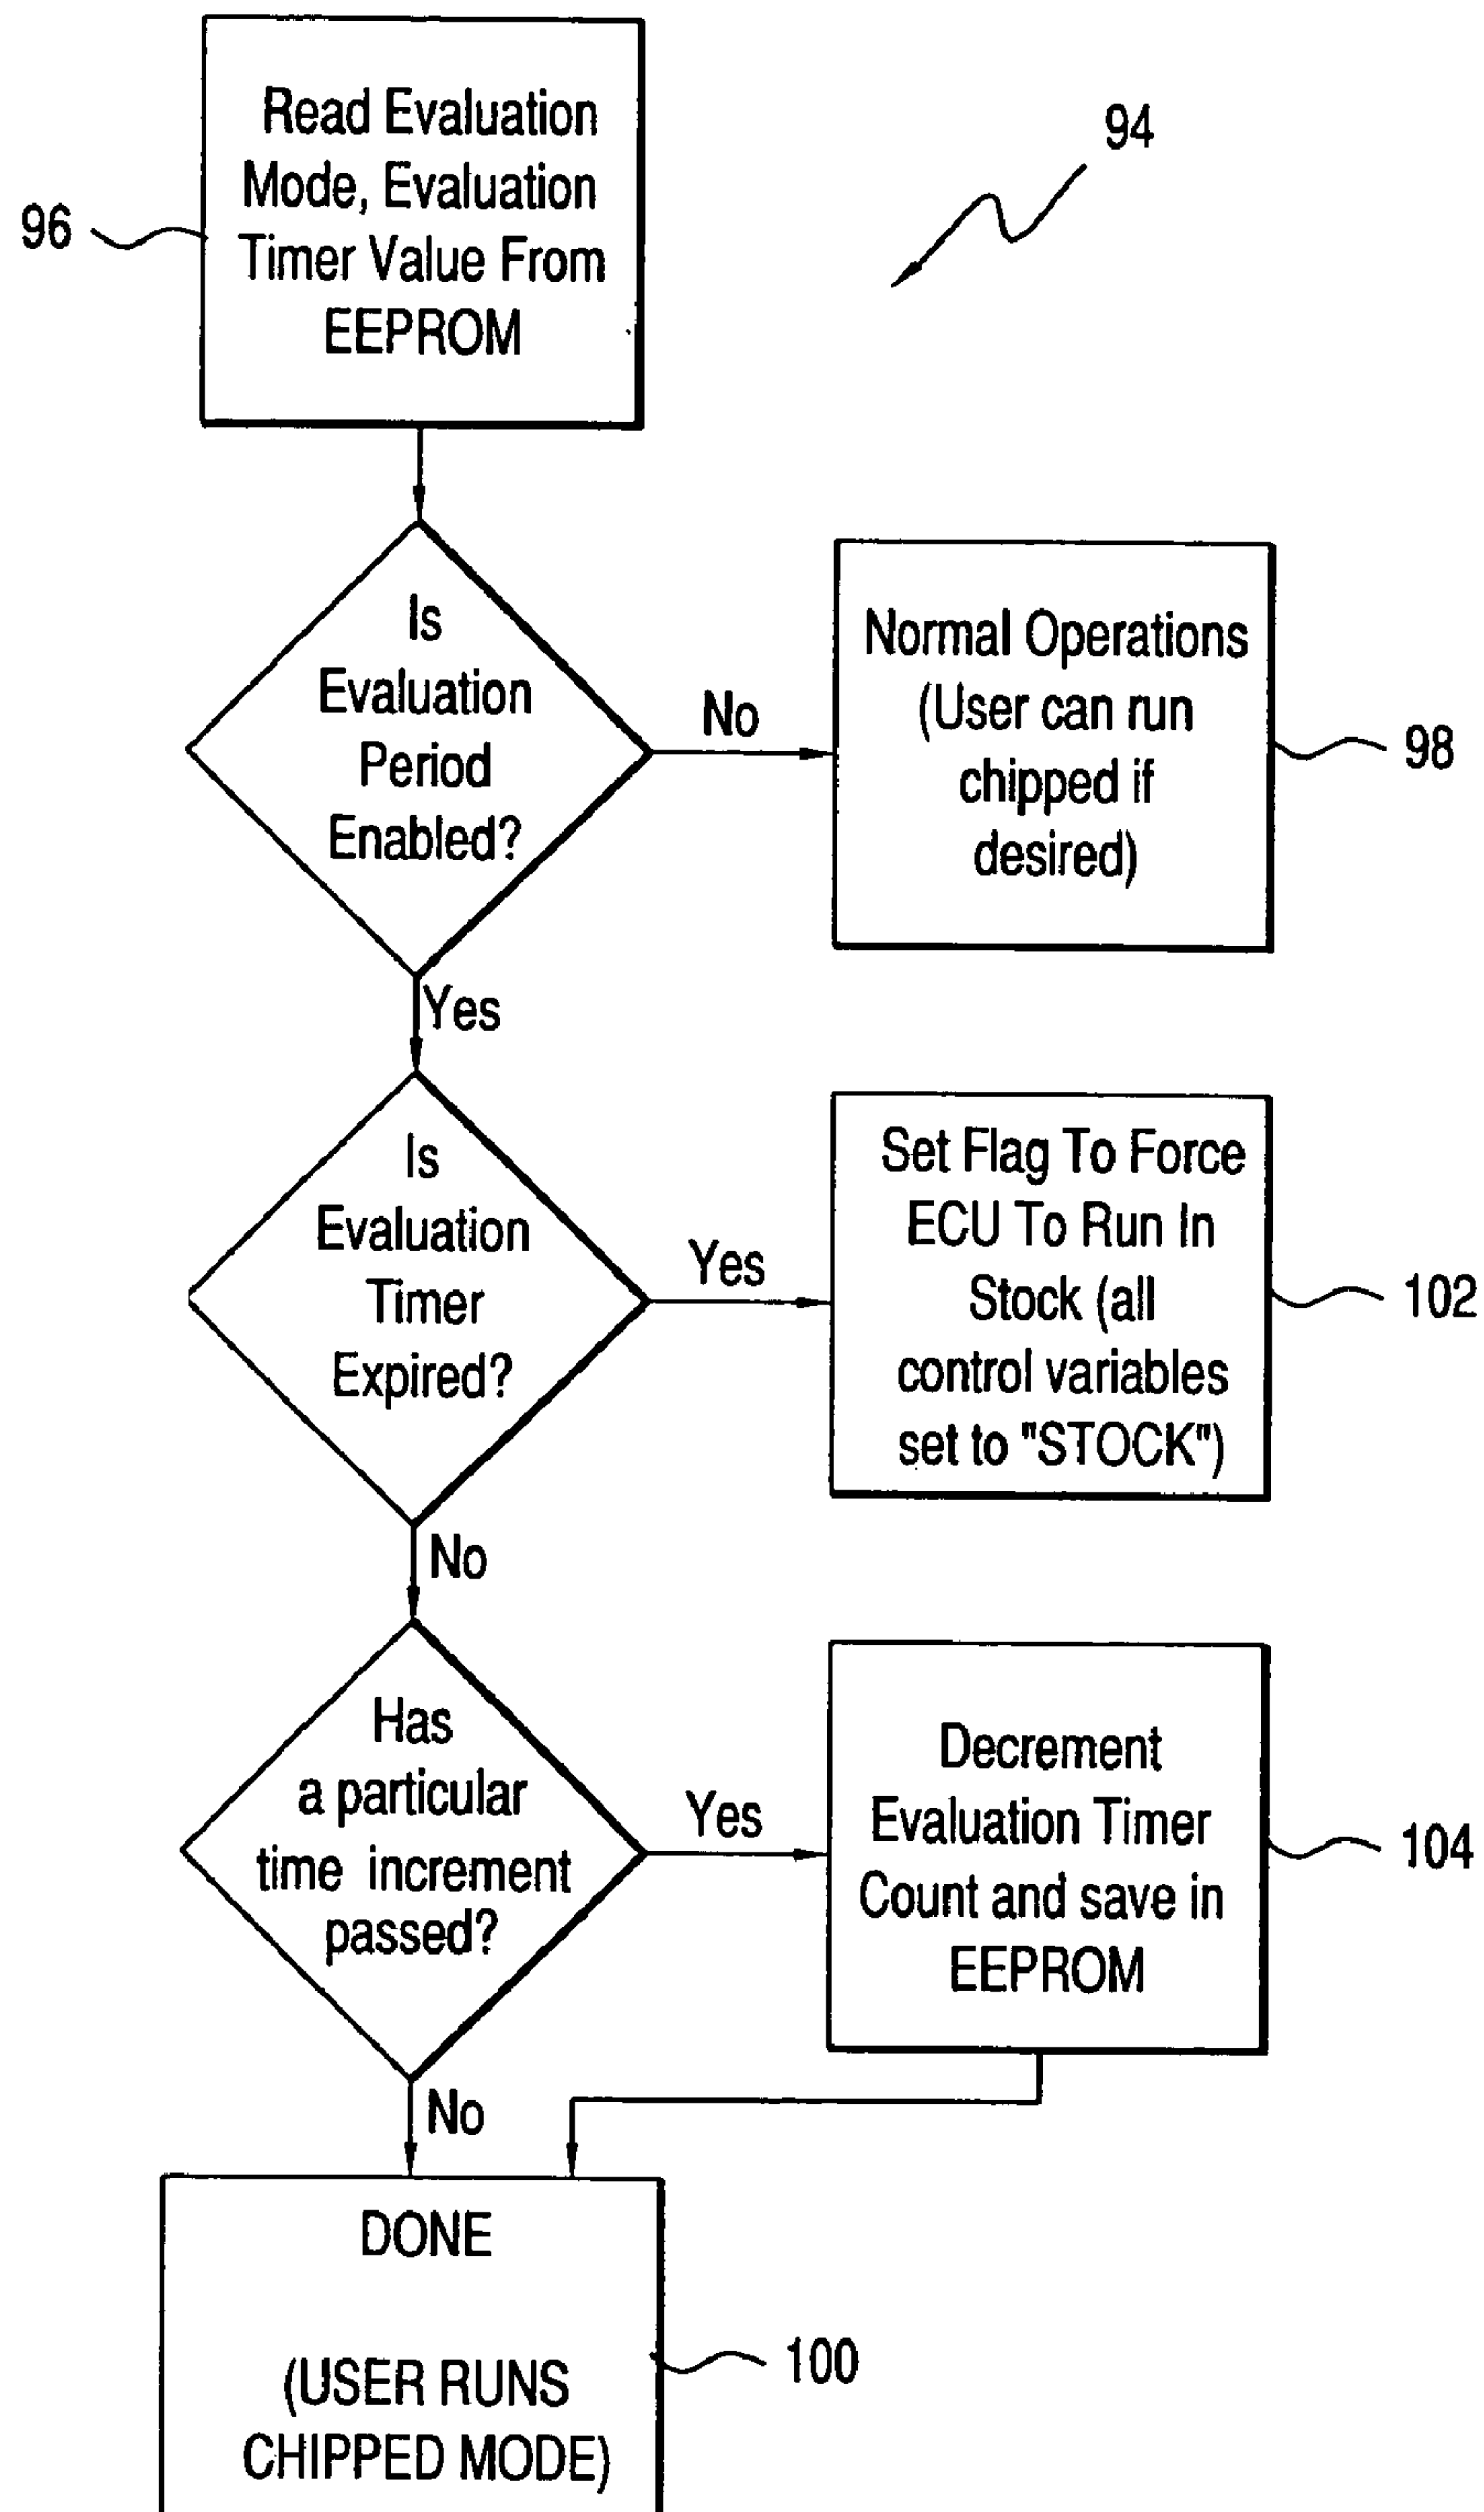 Read Evaluation
Mode, Evaluation
Timer Value From
EEPROM
96
94
Is
Evaluation
Period
Enabled?
No
Normal Operations
(User can run
chipped if
desired)
98
Yes
Is
Evaluation
Timer
Expired?
Yes
Set Flag To Force
ECU To Run In
Stock (all
control variables
set to "STOCK")
102
No
Has
a particular
time increment
passed?
Yes
Decrement
Evaluation Timer
Count and save in
EEPROM
104
No
DONE
(USER RUNS
CHIPPED MODE)
100